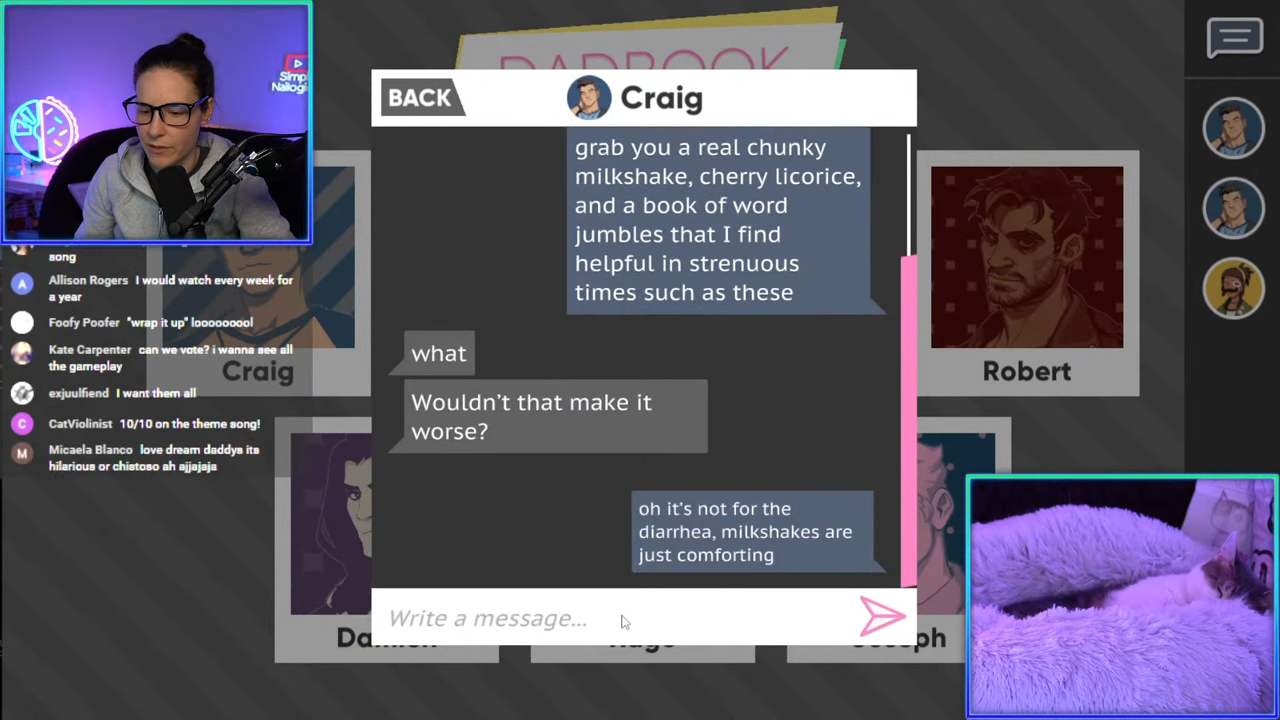 DADBOOK
BACK
Craig
grab you a real chunky
milkshake, cherry licorice,
and a book of word
jumbles that I find
helpful in strenuous
times such as these
what
Wouldn't that make it
worse?
oh it's not for the
diarrhea, milkshakes are
just comforting
Write a message...
song
Allison Rogers I would watch every week for
a year
Foofy Poofer "wrap it up" looooooool
Kate Carpenter can we vote? i wanna see all
the gameplay
exjuulfiend I want them all
CatViolinist 10/10 on the theme song!
Micaela Blanco love dream daddys its
hilarious or chistoso ah ajjajaja
A
C
M
Craig
Robert
Damien
Hugo
Joseph